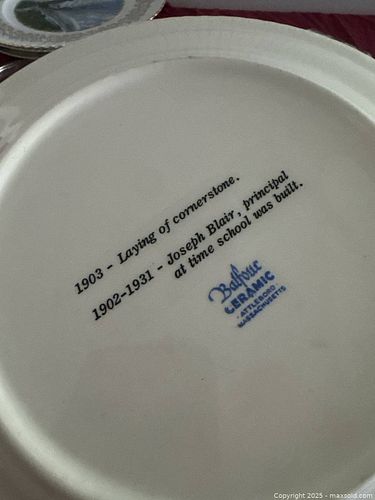 1903 - Laying of cornerstone.
1902-1931 - Joseph Blair, principal
at time school was built.
Balfour
CERAMIC
ATTLEBORO
MASSACHUSETTS
Copyright 2025 - maxsold.com